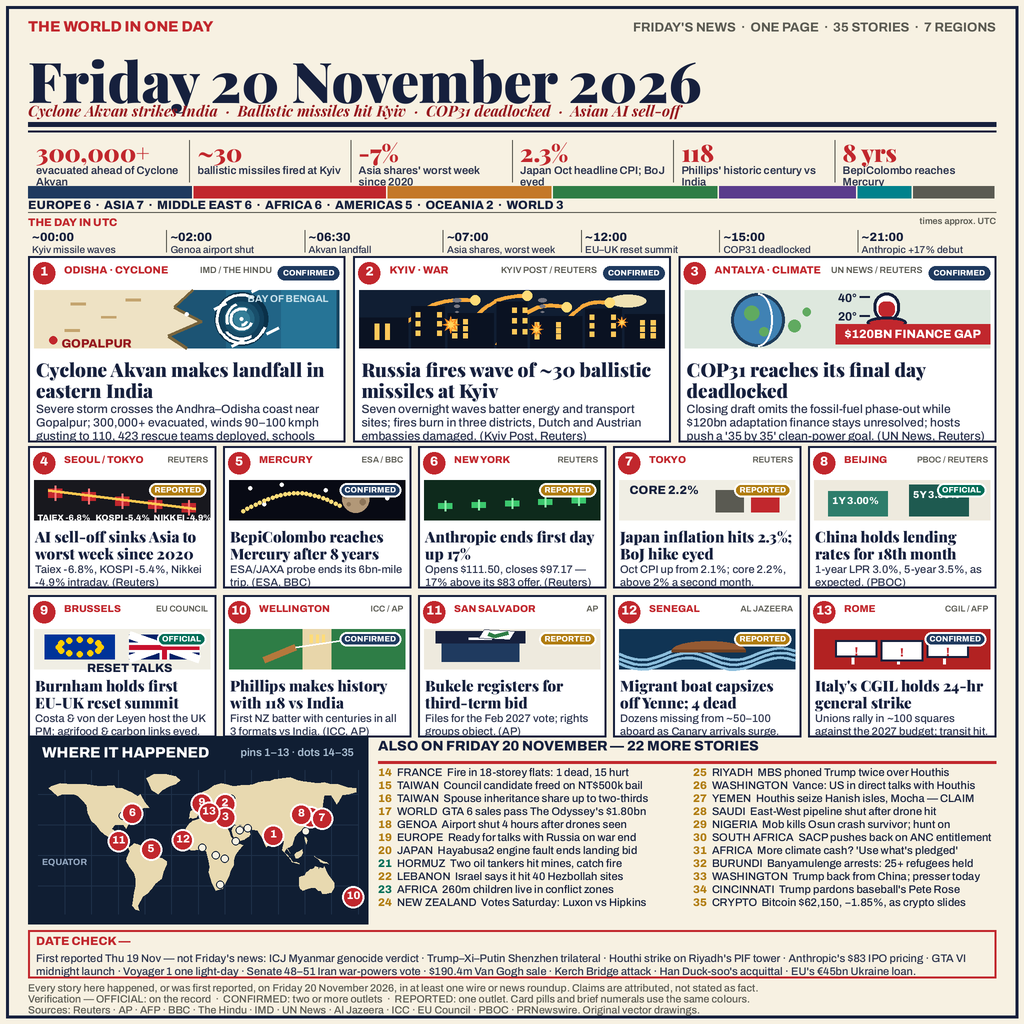 THE WORLD IN ONE DAY
FRIDAY'S NEWS · ONE PAGE · 35 STORIES · 7 REGIONS
Friday 20 November 2026
Cyclone Akvan strikes India · Ballistic missiles hit Kyiv · COP31 deadlocked · Asian AI sell-off
300,000+
evacuated ahead of Cyclone
Akvan
~30
ballistic missiles fired at Kyiv
-7%
Asia shares' worst week
since 2020
2.3%
Japan Oct headline CPI; BoJ
eyed
118
Phillips' historic century vs
India
8 yrs
BepiColombo reaches
Mercury
EUROPE 6 · ASIA 7 · MIDDLE EAST 6 · AFRICA 6 · AMERICAS 5 · OCEANIA 2 · WORLD 3
THE DAY IN UTC
times approx. UTC
~00:00
Kyiv missile waves
~02:00
Genoa airport shut
~06:30
Akvan landfall
~07:00
Asia shares, worst week
~12:00
EU–UK reset summit
~15:00
COP31 deadlocked
~21:00
Anthropic +17% debut
1 ODISHA · CYCLONE IMD / THE HINDU CONFIRMED
BAY OF BENGAL
GOPALPUR
Cyclone Akvan makes landfall in
eastern India
Severe storm crosses the Andhra–Odisha coast near
Gopalpur; 300,000+ evacuated, winds 90–100 kmph
gusting to 110, 423 rescue teams deployed, schools
2 KYIV · WAR KYIV POST / REUTERS CONFIRMED
Russia fires wave of ~30 ballistic
missiles at Kyiv
Seven overnight waves batter energy and transport
sites; fires burn in three districts, Dutch and Austrian
embassies damaged. (Kyiv Post, Reuters)
3 ANTALYA · CLIMATE UN NEWS / REUTERS CONFIRMED
40°
20°
$120BN FINANCE GAP
COP31 reaches its final day
deadlocked
Closing draft omits the fossil-fuel phase-out while
$120bn adaptation finance stays unresolved; hosts
push a '35 by 35' clean-power goal. (UN News, Reuters)
4 SEOUL / TOKYO REUTERS
REPORTED
TAIEX -6.8% KOSPI -5.4% NIKKEI -4.9%
AI sell-off sinks Asia to
worst week since 2020
Taiex -6.8%, KOSPI -5.4%, Nikkei
-4.9% intraday. (Reuters)
5 MERCURY ESA / BBC
CONFIRMED
BepiColombo reaches
Mercury after 8 years
ESA/JAXA probe ends its 6bn-mile
trip. (ESA, BBC)
6 NEW YORK REUTERS
REPORTED
Anthropic ends first day
up 17%
Opens $111.50, closes $97.17 —
17% above its $83 offer. (Reuters)
7 TOKYO REUTERS
CORE 2.2%
REPORTED
Japan inflation hits 2.3%;
BoJ hike eyed
Oct CPI up from 2.1%; core 2.2%,
above 2% a second month.
8 BEIJING PBOC / REUTERS
OFFICIAL
1Y 3.00%
China holds lending
rates for 18th month
1-year LPR 3.0%, 5-year 3.5%, as
expected. (PBOC)
9 BRUSSELS EU COUNCIL
OFFICIAL
RESET TALKS
Burnham holds first
EU-UK reset summit
Costa & von der Leyen host the UK
PM; agrifood & carbon links eyed.
10 WELLINGTON ICC / AP
CONFIRMED
Phillips makes history
with 118 vs India
First NZ batter with centuries in all
3 formats vs India. (ICC, AP)
11 SAN SALVADOR AP
REPORTED
Bukele registers for
third-term bid
Files for the Feb 2027 vote; rights
groups object. (AP)
12 SENEGAL AL JAZEERA
REPORTED
Migrant boat capsizes
off Yenne; 4 dead
Dozens missing from ~50–100
aboard as Canary arrivals surge.
13 ROME CGIL / AFP
CONFIRMED
! ! !
Italy's CGIL holds 24-hr
general strike
Unions rally in ~100 squares
against the 2027 budget; transit hit.
WHERE IT HAPPENED
pins 1–13 · dots 14–35
6
9
2
13
3
8
7
11
5
12
1
10
EQUATOR
ALSO ON FRIDAY 20 NOVEMBER — 22 MORE STORIES
14 FRANCE Fire in 18-storey flats: 1 dead, 15 hurt
15 TAIWAN Council candidate freed on NT$500k bail
16 TAIWAN Spouse inheritance share up to two-thirds
17 WORLD GTA 6 sales pass The Odyssey's $1.80bn
18 GENOA Airport shut 4 hours after drones seen
19 EUROPE Ready for talks with Russia on war end
20 JAPAN Hayabusa2 engine fault ends landing bid
21 HORMUZ Two oil tankers hit mines, catch fire
22 LEBANON Israel says it hit 40 Hezbollah sites
23 AFRICA 260m children live in conflict zones
24 NEW ZEALAND Votes Saturday: Luxon vs Hipkins
25 RIYADH MBS phoned Trump twice over Houthis
26 WASHINGTON Vance: US in direct talks with Houthis
27 YEMEN Houthis seize Hanish isles, Mocha — CLAIM
28 SAUDI East-West pipeline shut after drone hit
29 NIGERIA Mob kills Osun crash survivor; hunt on
30 SOUTH AFRICA SACP pushes back on ANC entitlement
31 AFRICA More climate cash? 'Use what's pledged'
32 BURUNDI Banyamulenge arrests: 25+ refugees held
33 WASHINGTON Trump back from China; presser today
34 CINCINNATI Trump pardons baseball's Pete Rose
35 CRYPTO Bitcoin $62,150, −1.85%, as crypto slides
DATE CHECK —
First reported Thu 19 Nov — not Friday's news: ICJ Myanmar genocide verdict · Trump–Xi–Putin Shenzhen trilateral · Houthi strike on Riyadh's PIF tower · Anthropic's $83 IPO pricing · GTA VI
midnight launch · Voyager 1 one light-day · Senate 48–51 Iran war-powers vote · $190.4m Van Gogh sale · Kerch Bridge attack · Han Duck-soo's acquittal · EU's €45bn Ukraine loan.
Every story here happened, or was first reported, on Friday 20 November 2026, in at least one wire or news roundup. Claims are attributed, not stated as fact.
Verification — OFFICIAL: on the record · CONFIRMED: two or more outlets · REPORTED: one outlet. Card pills and brief numerals use the same colours.
Sources: Reuters · AP · AFP · BBC · The Hindu · IMD · UN News · Al Jazeera · ICC · EU Council · PBOC · PRNewswire. Original vector drawings.